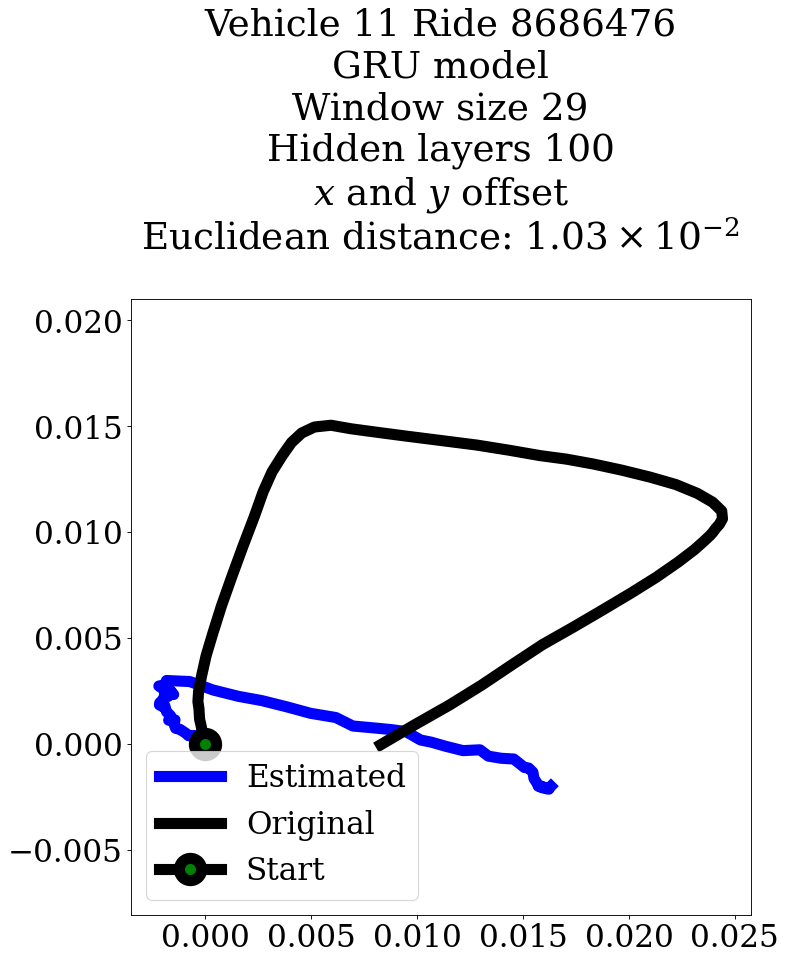 Vehicle 11 Ride 8686476
GRU model
Window size 29
Hidden layers 100
x and y offset
Euclidean distance: 1.03 × 10⁻²
0.020
0.015
0.010
0.005
0.000
−0.005
Estimated
Original
Start
0.000 0.005 0.010 0.015 0.020 0.025